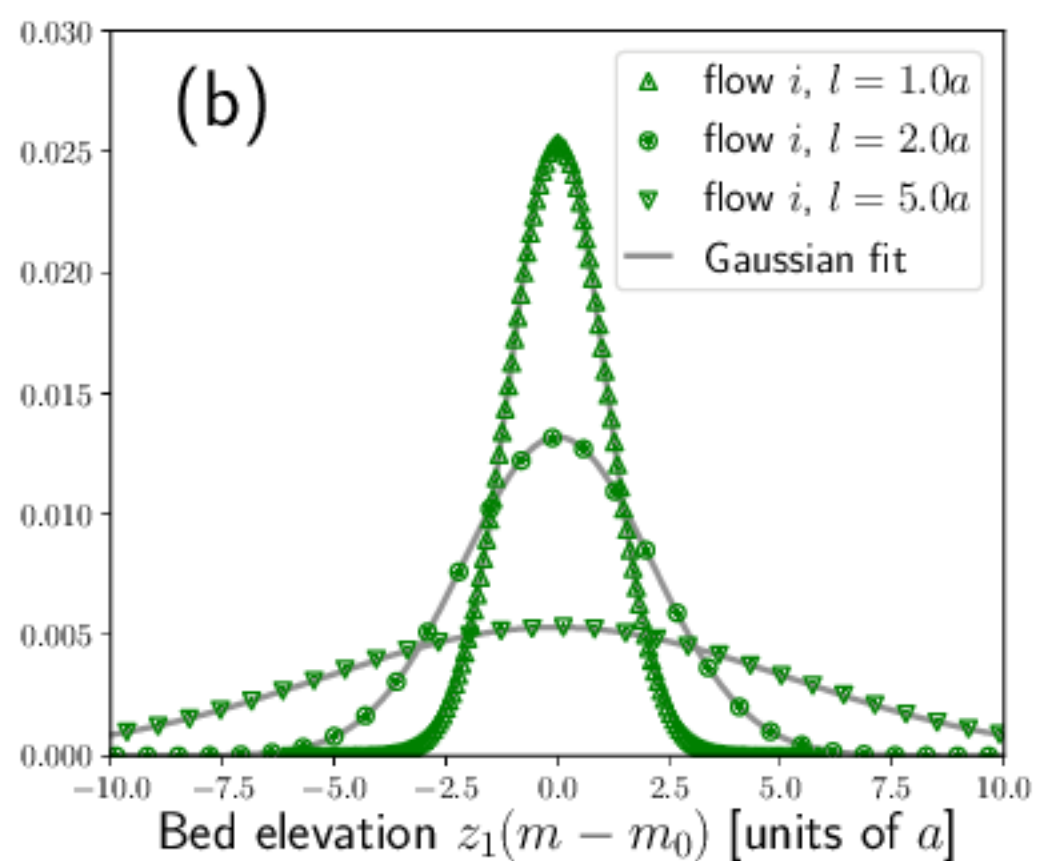 0.030
0.025
0.020
0.015
0.010
0.005
0.000
(b)
flow i, l = 1.0a
flow i, l = 2.0a
flow i, l = 5.0a
Gaussian fit
−10.0 −7.5 −5.0 −2.5 0.0 2.5 5.0 7.5 10.0
Bed elevation z₁(m − m₀) [units of a]